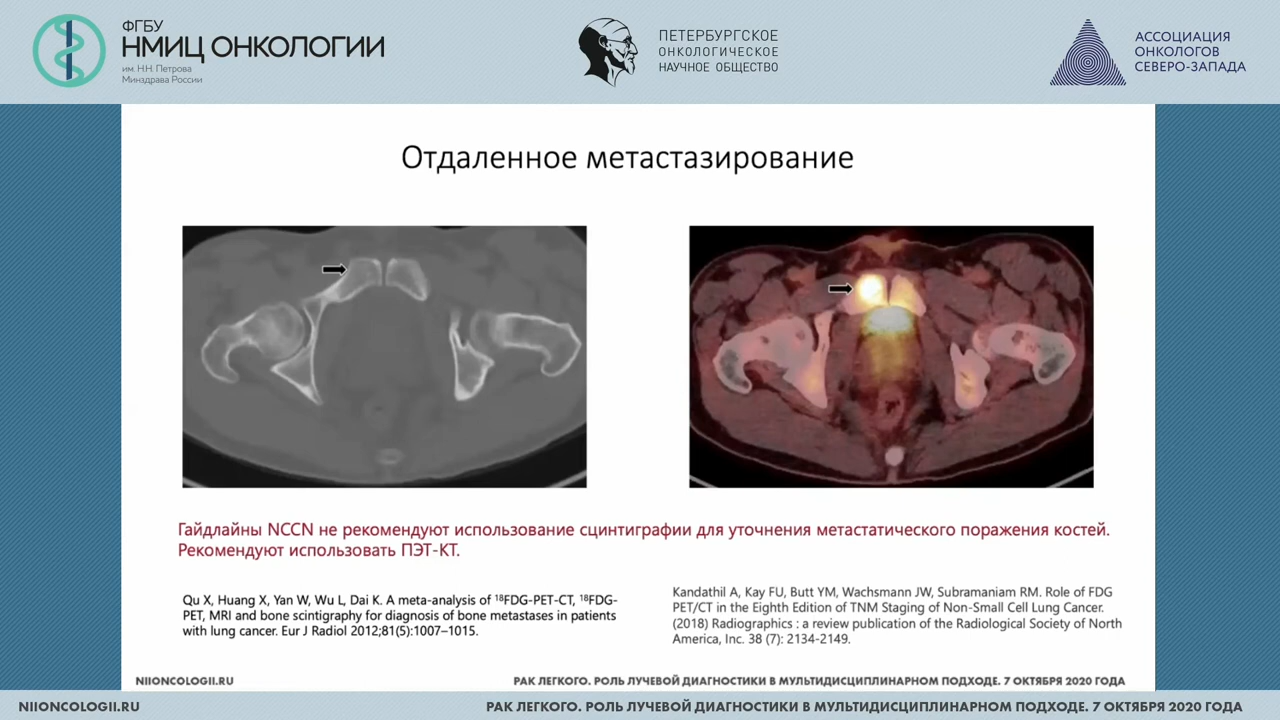 ФГБУ
НМИЦ ОНКОЛОГИИ
им. Н.Н. Петрова
Минздрава России
ПЕТЕРБУРГСКОЕ
ОНКОЛОГИЧЕСКОЕ
НАУЧНОЕ ОБЩЕСТВО
АССОЦИАЦИЯ
ОНКОЛОГОВ
СЕВЕРО-ЗАПАДА
Отдаленное метастазирование
Гайдлайны NCCN не рекомендуют использование сцинтиграфии для уточнения метастатического поражения костей.
Рекомендуют использовать ПЭТ-КТ.
Qu X, Huang X, Yan W, Wu L, Dai K. A meta-analysis of ¹⁸FDG-PET-CT, ¹⁸FDG-
PET, MRI and bone scintigraphy for diagnosis of bone metastases in patients
with lung cancer. Eur J Radiol 2012;81(5):1007–1015.
Kandathil A, Kay FU, Butt YM, Wachsmann JW, Subramaniam RM. Role of FDG
PET/CT in the Eighth Edition of TNM Staging of Non-Small Cell Lung Cancer.
(2018) Radiographics : a review publication of the Radiological Society of North
America, Inc. 38 (7): 2134-2149.
NIIONCOLOGII.RU
РАК ЛЕГКОГО. РОЛЬ ЛУЧЕВОЙ ДИАГНОСТИКИ В МУЛЬТИДИСЦИПЛИНАРНОМ ПОДХОДЕ. 7 ОКТЯБРЯ 2020 ГОДА
NIIONCOLOGII.RU
РАК ЛЕГКОГО. РОЛЬ ЛУЧЕВОЙ ДИАГНОСТИКИ В МУЛЬТИДИСЦИПЛИНАРНОМ ПОДХОДЕ. 7 ОКТЯБРЯ 2020 ГОДА